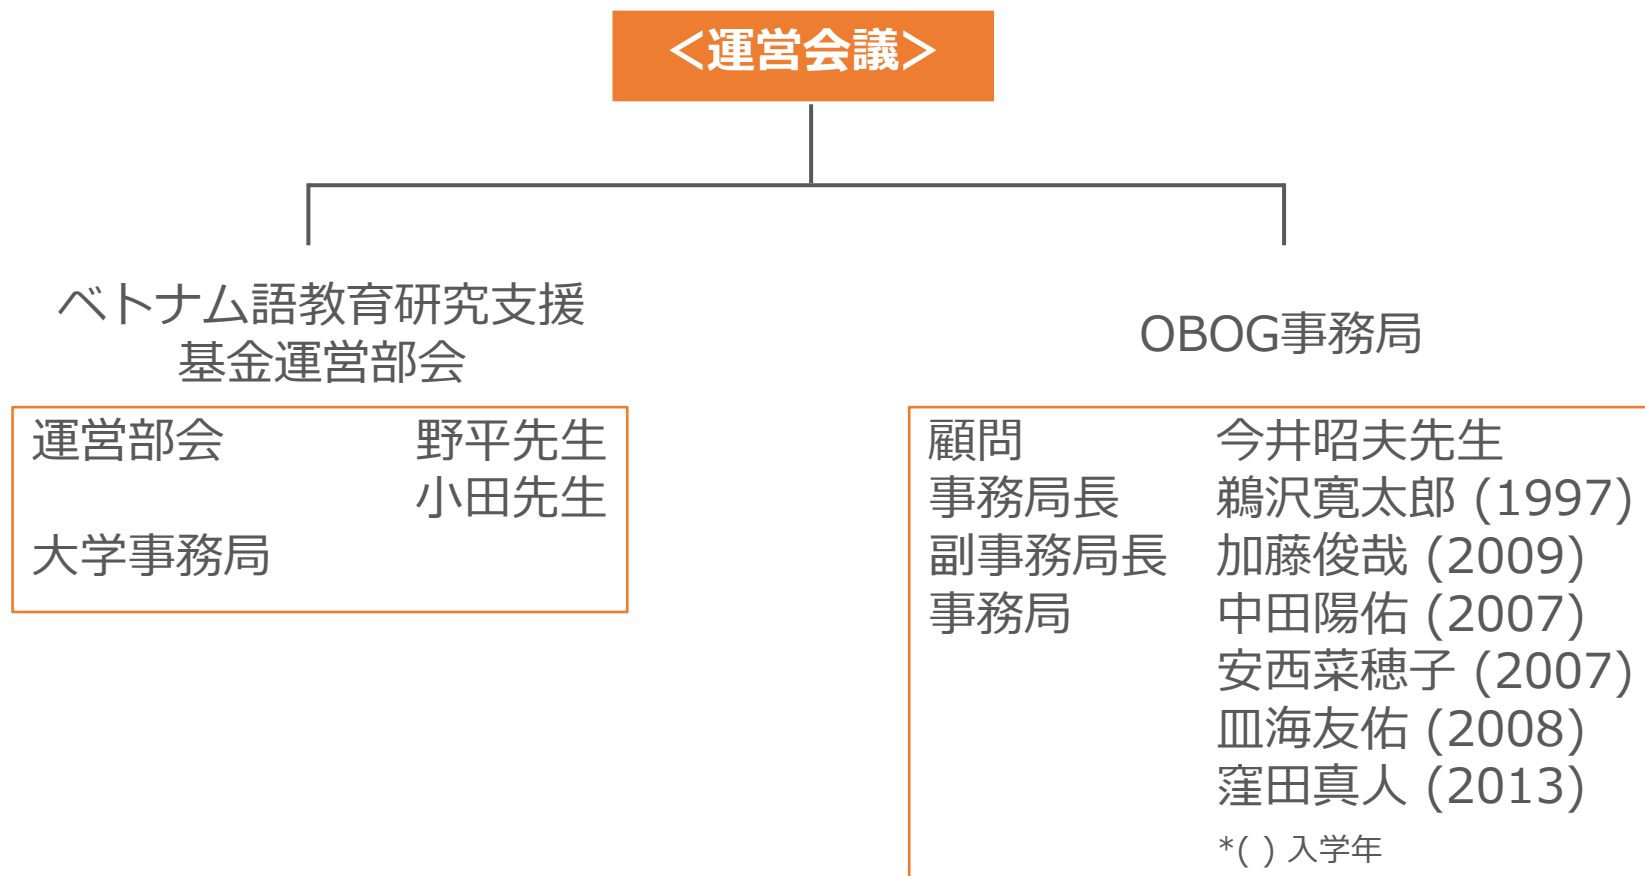 <運営会議>
ベトナム語教育研究支援
基金運営部会
運営部会 野平先生
小田先生
大学事務局
OBOG事務局
顧問 今井昭夫先生
事務局長 鵜沢寛太郎 (1997)
副事務局長 加藤俊哉 (2009)
事務局 中田陽佑 (2007)
安西菜穂子 (2007)
皿海友佑 (2008)
窪田真人 (2013)
*( ) 入学年